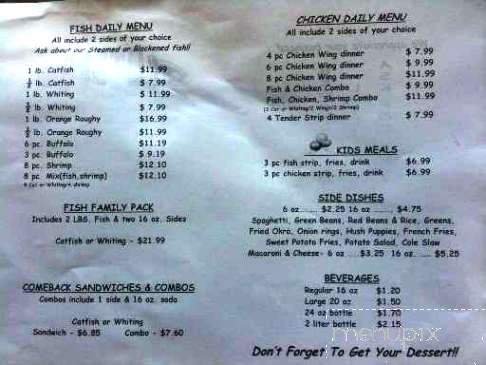 FISH DAILY MENU
All include 2 sides of your choice
Ask about our Steamed or Blackened fish!!
1 lb. Catfish $11.99
½ lb. Catfish $ 7.99
1 lb. Whiting $ 11.99
½ lb. Whiting $ 7.99
1 lb. Orange Roughy $16.99
½ lb. Orange Roughy $11.99
6 pc. Buffalo $11.19
3 pc. Buffalo $ 9.19
8 pc. Shrimp $12.10
8 pc. Mix(fish,shrimp) $12.10
FISH FAMILY PACK
Includes 2 LBS. Fish & two 16 oz. Sides
Catfish or Whiting - $21.99
COMEBACK SANDWICHES & COMBOS
Combos include 1 side & 16 oz. soda
Catfish or Whiting
Sandwich - $6.85 Combo - $7.60
CHICKEN DAILY MENU
All include 2 sides of your choice
4 pc Chicken Wing dinner $ 7.99
6 pc Chicken Wing dinner $ 9.99
8 pc Chicken Wing dinner $11.99
Fish & Chicken Combo $ 9.99
Fish, Chicken, Shrimp Combo $11.99
4 Tender Strip dinner $ 7.99
KIDS MEALS
3 pc fish strip, fries, drink $6.99
3 pc chicken strip, fries, drink $6.99
SIDE DISHES
6 oz ...... $2.25 16 oz ......., $4.75
Spaghetti, Green Beans, Red Beans & Rice, Greens,
Fried Okra, Onion rings, Hush Puppies, French Fries,
Sweet Potato Fries, Potato Salad, Cole Slaw
Macaroni & Cheese- 6 oz .....$3.25 16 oz. ..... $5.25
BEVERAGES
Regular 16 oz $1.20
Large 20 oz $1.50
24 oz bottle $1.70
2 liter bottle $2.15
menupix
Don't Forget To Get Your Dessert!!